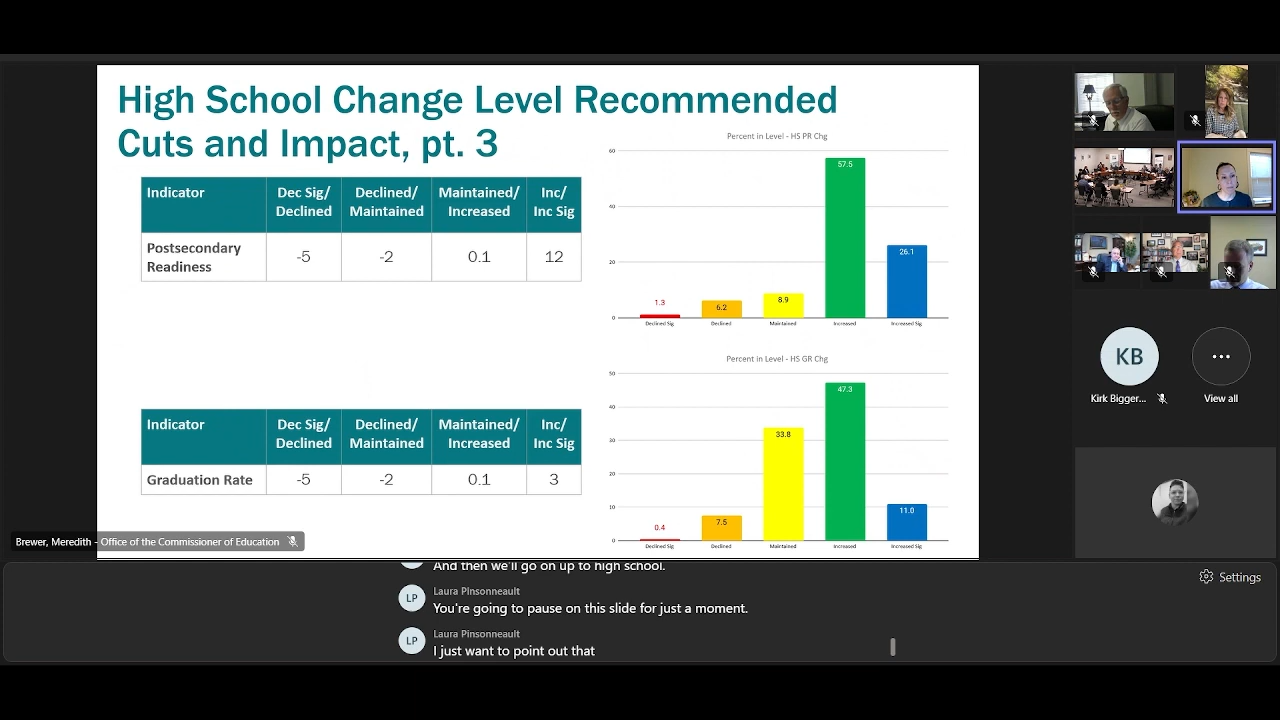 High School Change Level Recommended
Cuts and Impact, pt. 3
Indicator
Dec Sig/
Declined
Declined/
Maintained
Maintained/
Increased
Inc/
Inc Sig
Postsecondary
Readiness
-5
-2
0.1
12
Percent in Level - HS PR Chg
60
40
20
0
1.3
6.2
8.9
57.5
26.1
Declined Sig
Declined
Maintained
Increased
Increased Sig
Indicator
Dec Sig/
Declined
Declined/
Maintained
Maintained/
Increased
Inc/
Inc Sig
Graduation Rate
-5
-2
0.1
3
Percent in Level - HS GR Chg
50
40
30
20
10
0
0.4
7.5
33.8
47.3
11.0
Declined Sig
Declined
Maintained
Increased
Increased Sig
Brewer, Meredith - Office of the Commissioner of Education
KB
Kirk Bigger...
View all
And then we'll go on up to high school.
LP
Laura Pinsonneault
You're going to pause on this slide for just a moment.
LP
Laura Pinsonneault
I just want to point out that
Settings